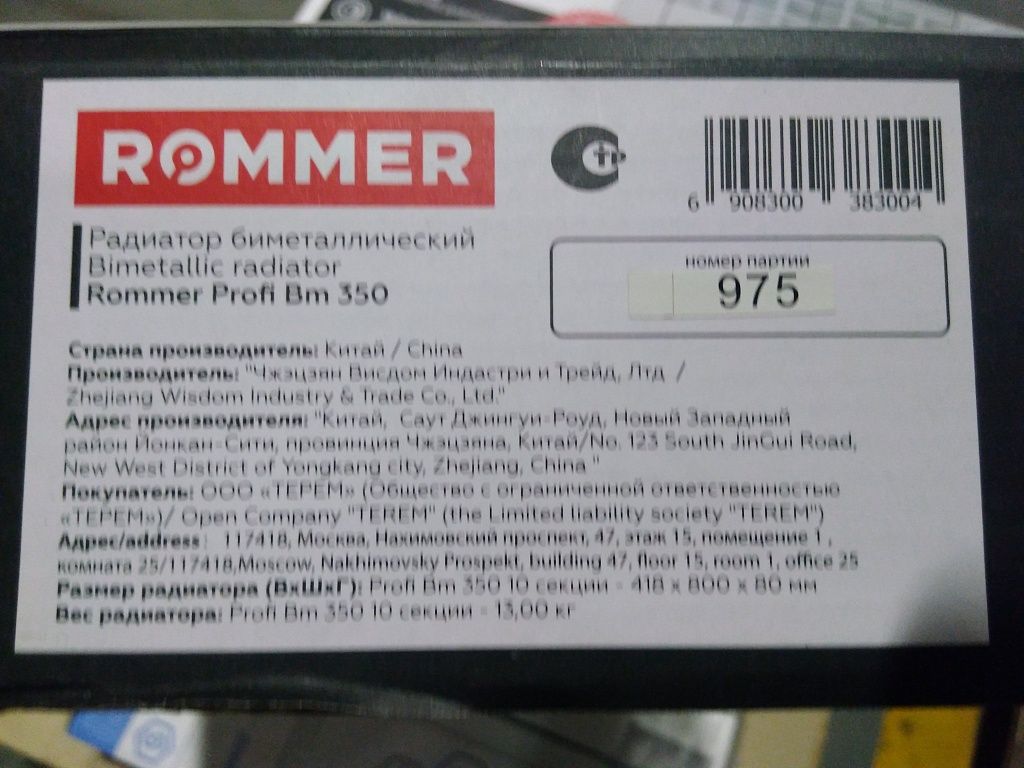 ROMMER
6 908300 383004
Радиатор биметаллический
Bimetallic radiator
Rommer Profi Bm 350
номер партии
975
Страна производитель: Китай / China
Производитель: "Чжэцзян Висдом Индастри и Трейд, Лтд /
Zhejiang Wisdom Industry & Trade Co., Ltd."
Адрес производителя: "Китай, Саут Джингуи-Роуд, Новый Западный
район Йонкан-Сити, провинция Чжэцзяна, Китай/No. 123 South JinGui Road,
New West District of Yongkang city, Zhejiang, China "
Покупатель: ООО «ТЕРЕМ» (Общество с ограниченной ответственностью
«ТЕРЕМ»)/ Open Company "TEREM" (the Limited liability society "TEREM")
Адрес/address: 117418, Москва, Нахимовский проспект, 47, этаж 15, помещение 1 ,
комната 25/117418,Moscow, Nakhimovsky Prospekt, building 47, floor 15, room 1, office 25
Размер радиатора (ВхШхГ): Profi Bm 350 10 секции - 418 x 800 x 80 мм
Вес радиатора: Profi Bm 350 10 секции - 13,00 кг